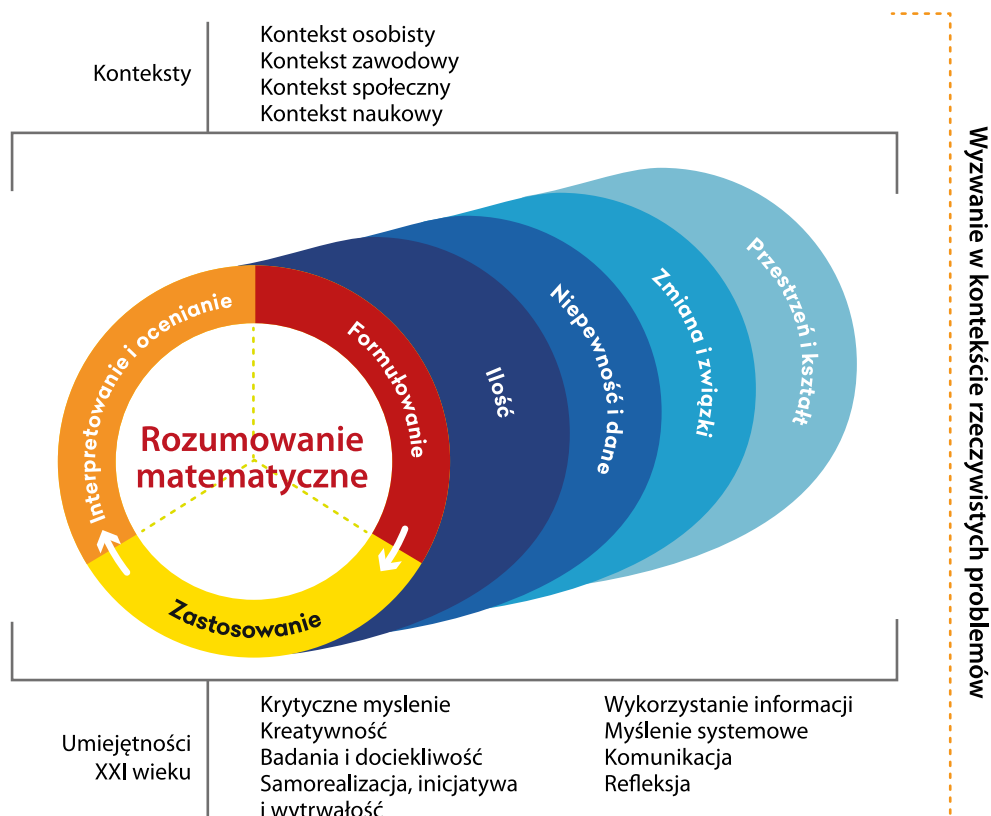 Konteksty
Kontekst osobisty
Kontekst zawodowy
Kontekst społeczny
Kontekst naukowy
Wyzwanie w kontekście rzeczywistych problemów
Interpretowanie i ocenianie
Formułowanie
Zastosowanie
Rozumowanie
matematyczne
Ilość
Niepewność i dane
Zmiana i związki
Przestrzeń i kształt
Umiejętności
XXI wieku
Krytyczne myslenie
Kreatywność
Badania i dociekliwość
Samorealizacja, inicjatywa
i wytrwałość
Wykorzystanie informacji
Myślenie systemowe
Komunikacja
Refleksja